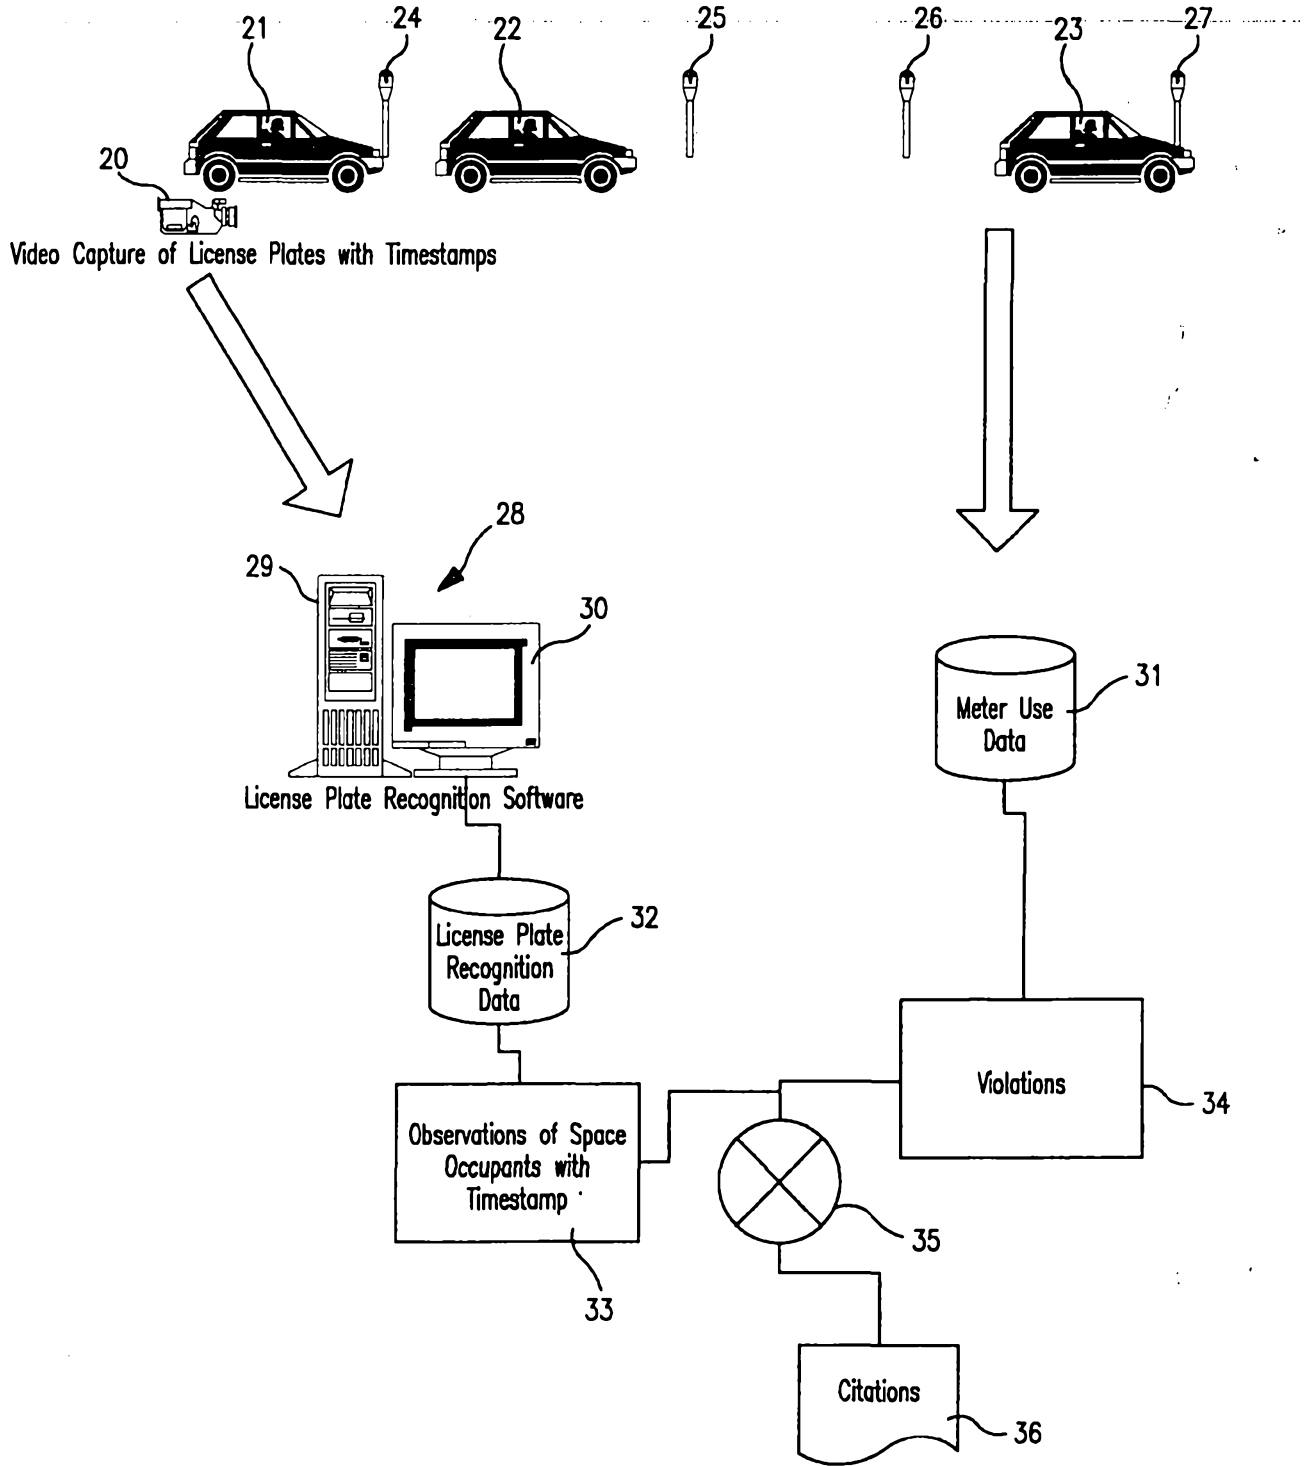 21
24
22
25
26
23
27
20
Video Capture of License Plates with Timestamps
28
29
30
License Plate Recognition Software
31
Meter Use
Data
32
License Plate
Recognition
Data
Violations
34
Observations of Space
Occupants with
Timestamp
35
33
Citations
36